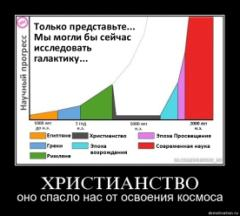 Только представьте...
Мы могли бы сейчас
исследовать
галактику...
Научный прогресс
1000 лет
до н.э.
1 год
н.э.
1000 лет
н.э.
2000 лет
н.э.
Египтяне
Христианство
Эпоха Просвещения
Греки
Эпоха
возрождения
Современная наука
Римляне
ХРИСТИАНСТВО
оно спасло нас от освоения космоса